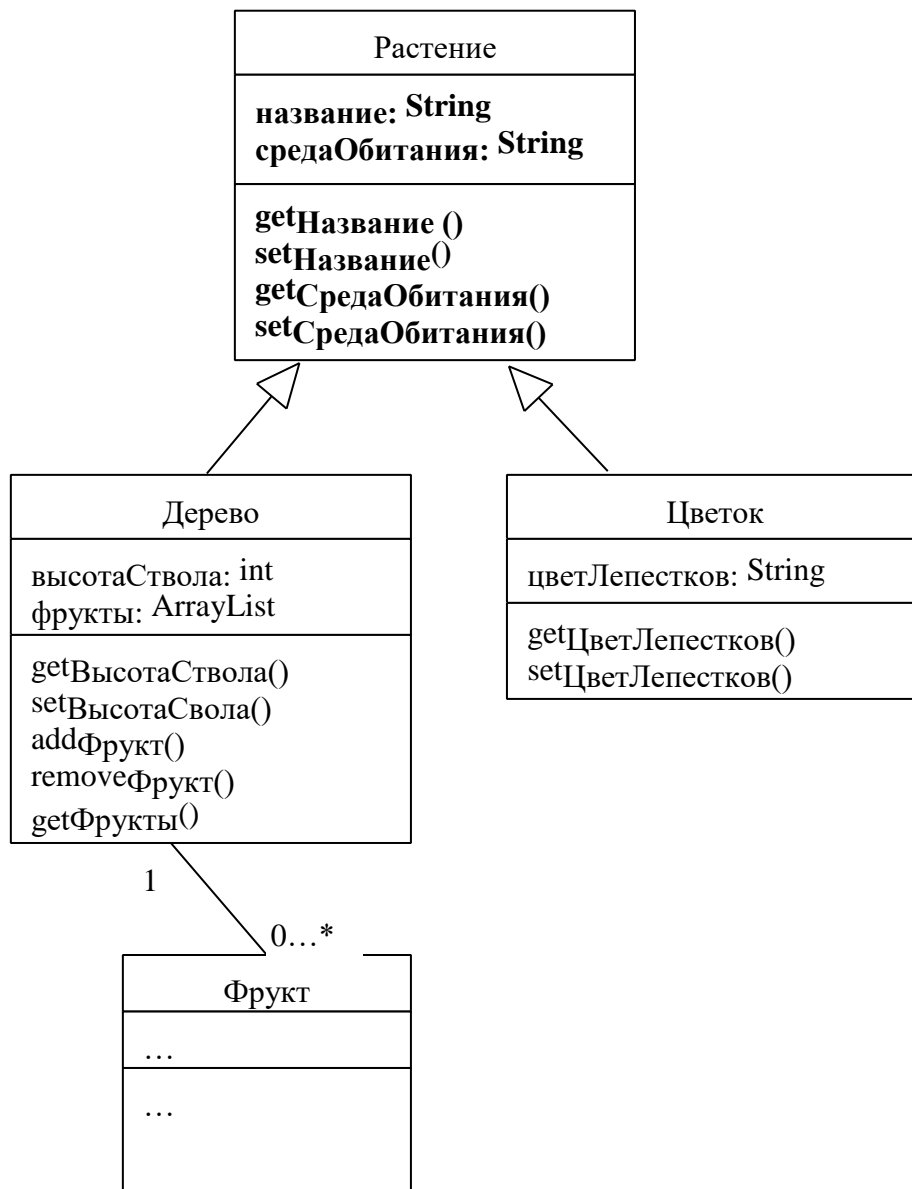 Растение
название: String
средаОбитания: String
getНазвание ()
setНазвание()
getСредаОбитания()
setСредаОбитания()
Дерево
высотаСтвола: int
фрукты: ArrayList
getВысотаСтвола()
setВысотаСвола()
addФрукт()
removeФрукт()
getФрукты()
Цветок
цветЛепестков: String
getЦветЛепестков()
setЦветЛепестков()
1
0…*
Фрукт
…
…